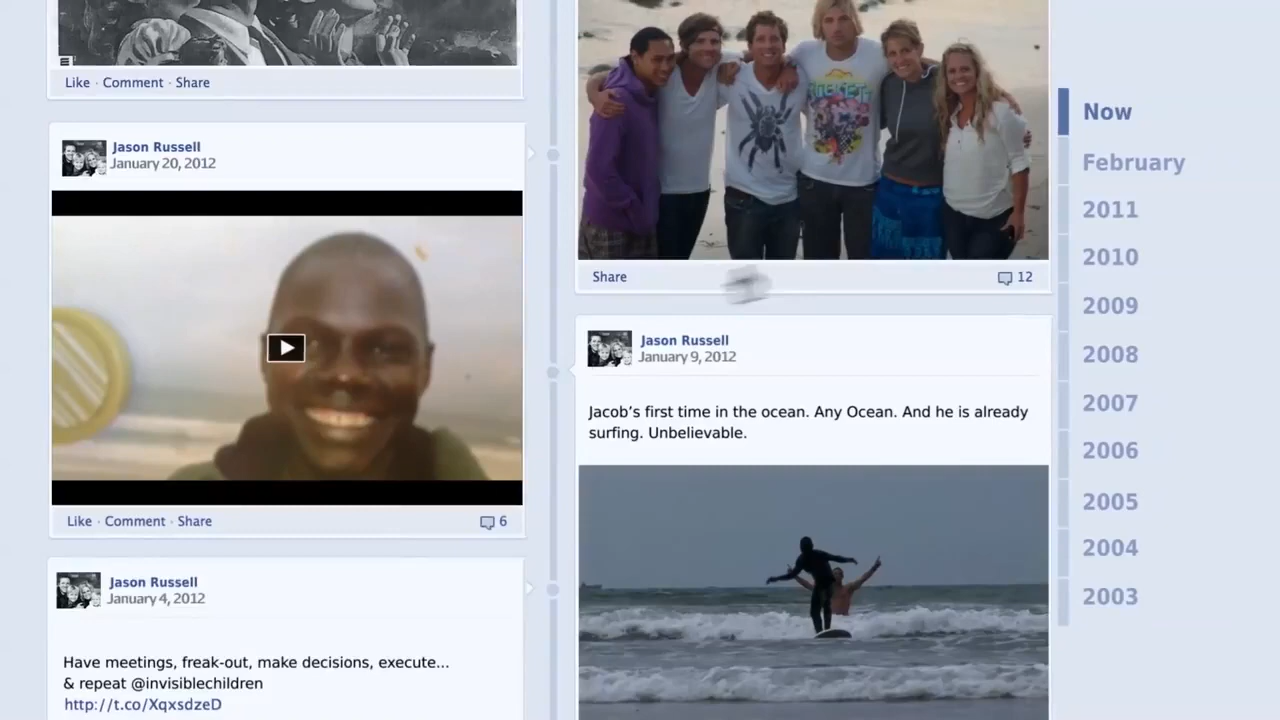 Like · Comment · Share
Jason Russell
January 20, 2012
Like · Comment · Share
6
Jason Russell
January 4, 2012
Have meetings, freak-out, make decisions, execute...
& repeat @invisiblechildren
http://t.co/XqxsdzeD
Share
12
Jason Russell
January 9, 2012
Jacob’s first time in the ocean. Any Ocean. And he is already
surfing. Unbelievable.
Now
February
2011
2010
2009
2008
2007
2006
2005
2004
2003